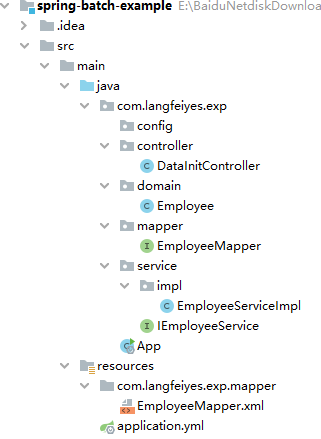 spring-batch-example E:\BaiduNetdiskDownloa
.idea
src
main
java
com.langfeiyes.exp
config
controller
DataInitController
domain
Employee
mapper
EmployeeMapper
service
impl
EmployeeServiceImpl
IEmployeeService
App
resources
com.langfeiyes.exp.mapper
EmployeeMapper.xml
application.yml